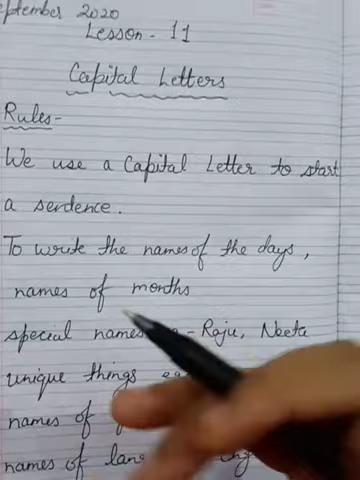 September 2020
Lesson - 11
Capital Letters
Rules-
We use a Capital Letter to start
a sentence.
To write the names of the days,
names of months
special names - Raju, Neeta
unique things
names of
names of